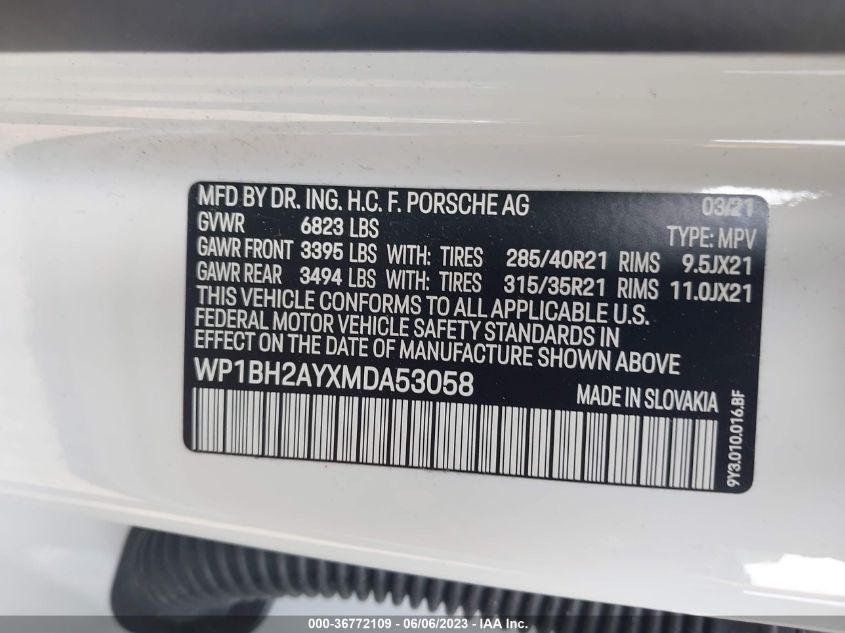 MFD BY DR. ING. H.C. F. PORSCHE AG 03/21
GVWR 6823 LBS TYPE: MPV
GAWR FRONT 3395 LBS WITH: TIRES 285/40R21 RIMS 9.5JX21
GAWR REAR 3494 LBS WITH: TIRES 315/35R21 RIMS 11.0JX21
THIS VEHICLE CONFORMS TO ALL APPLICABLE U.S.
FEDERAL MOTOR VEHICLE SAFETY STANDARDS IN
EFFECT ON THE DATE OF MANUFACTURE SHOWN ABOVE
WP1BH2AYXMDA53058 MADE IN SLOVAKIA
9Y3.010.016.BF
000-36772109 - 06/06/2023 - IAA Inc.